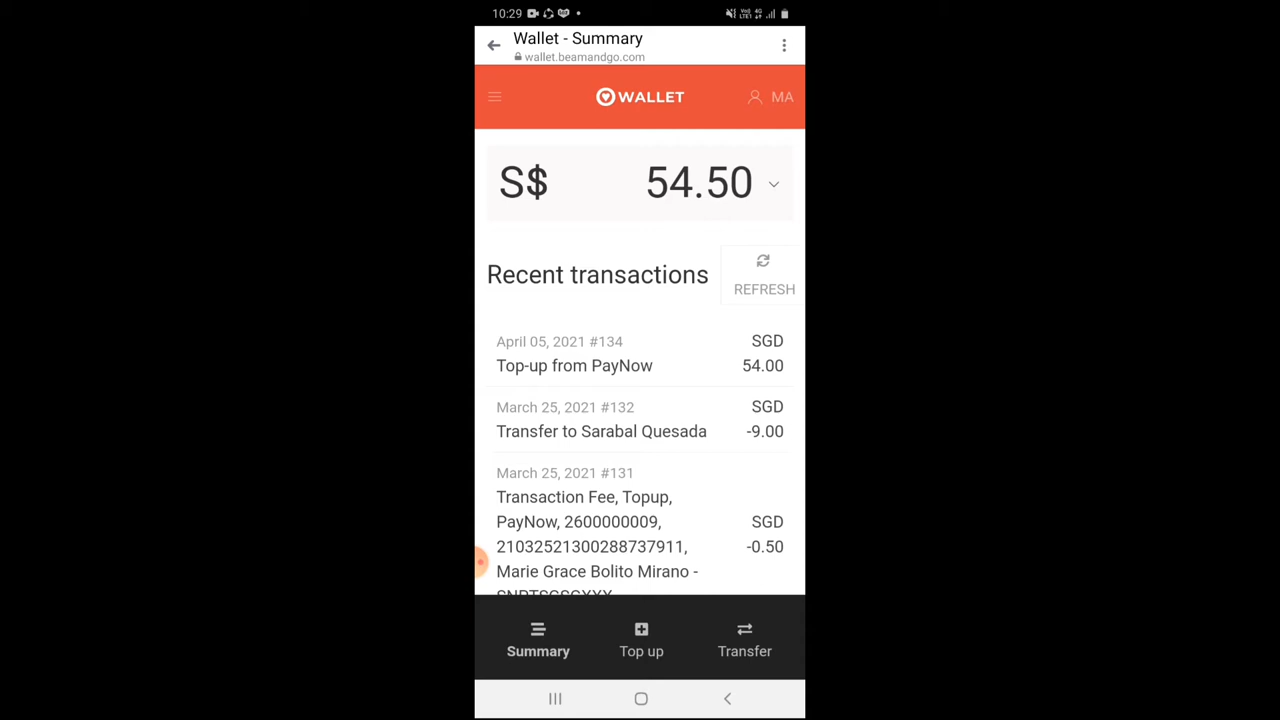 10:29
Wallet - Summary
wallet.beamandgo.com
WALLET
MA
S$ 54.50
Recent transactions
REFRESH
April 05, 2021 #134 SGD
Top-up from PayNow 54.00
March 25, 2021 #132 SGD
Transfer to Sarabal Quesada -9.00
March 25, 2021 #131
Transaction Fee, Topup,
PayNow, 2600000009, SGD
21032521300288737911, -0.50
Marie Grace Bolito Mirano -
Summary Top up Transfer